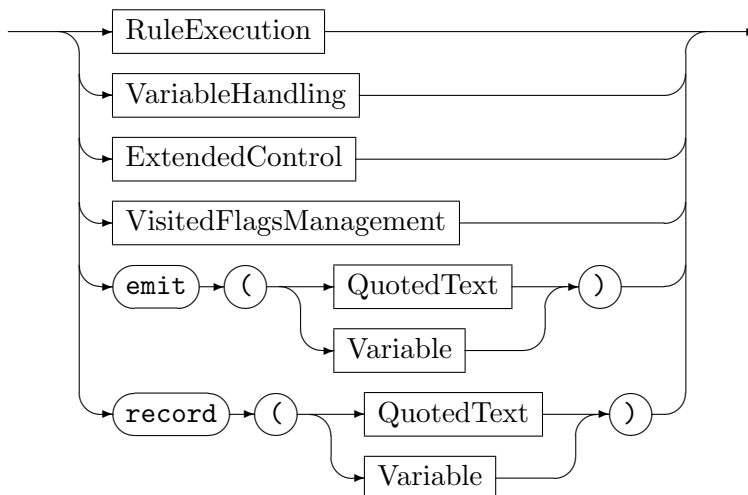 RuleExecution
VariableHandling
ExtendedControl
VisitedFlagsManagement
emit ( QuotedText )
Variable
record ( QuotedText )
Variable